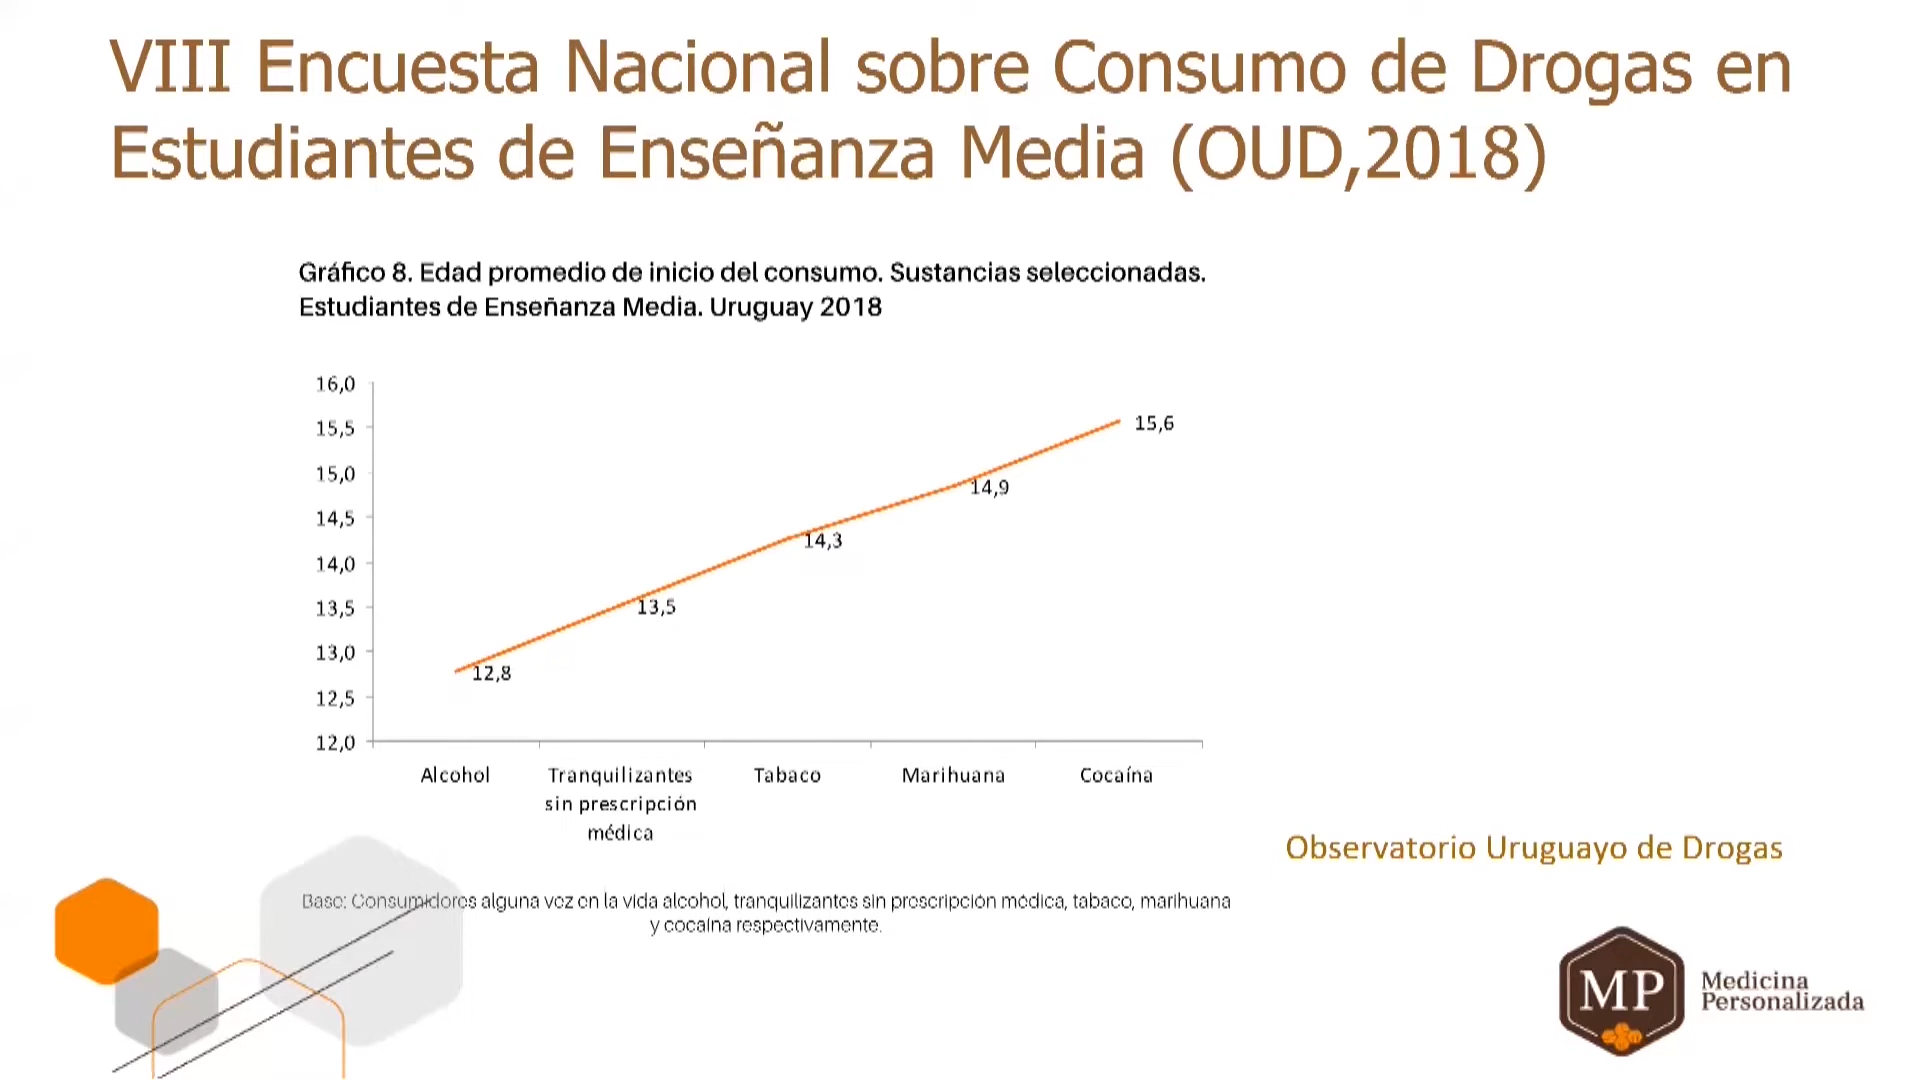 VIII Encuesta Nacional sobre Consumo de Drogas en
Estudiantes de Enseñanza Media (OUD,2018)
Gráfico 8. Edad promedio de inicio del consumo. Sustancias seleccionadas.
Estudiantes de Enseñanza Media. Uruguay 2018
16,0
15,5
15,0
14,5
14,0
13,5
13,0
12,5
12,0
12,8
13,5
14,3
14,9
15,6
Alcohol
Tranquilizantes
sin prescripción
médica
Tabaco
Marihuana
Cocaína
Observatorio Uruguayo de Drogas
Base: Consumidores alguna vez en la vida alcohol, tranquilizantes sin prescripción médica, tabaco, marihuana
y cocaína respectivamente.
MP
Medicina
Personalizada